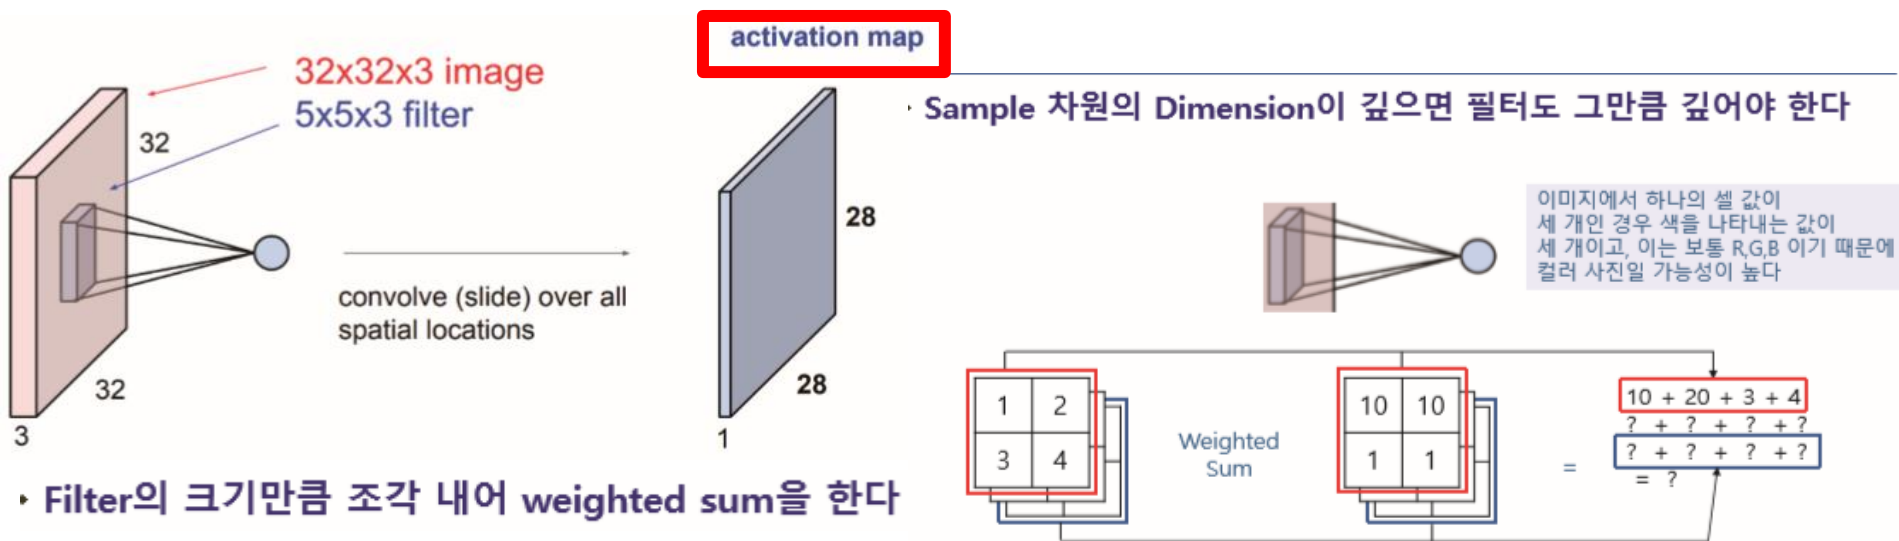 activation map
32x32x3 image
5x5x3 filter
32
32
3
convolve (slide) over all
spatial locations
28
28
1
‣ Filter의 크기만큼 조각 내어 weighted sum을 한다
‣ Sample 차원의 Dimension이 깊으면 필터도 그만큼 깊어야 한다
이미지에서 하나의 셀 값이
세 개인 경우 색을 나타내는 값이
세 개이고, 이는 보통 R,G,B 이기 때문에
컬러 사진일 가능성이 높다
1 2
3 4
Weighted
Sum
10 10
1 1
=
10 + 20 + 3 + 4
? + ? + ? + ?
? + ? + ? + ?
= ?